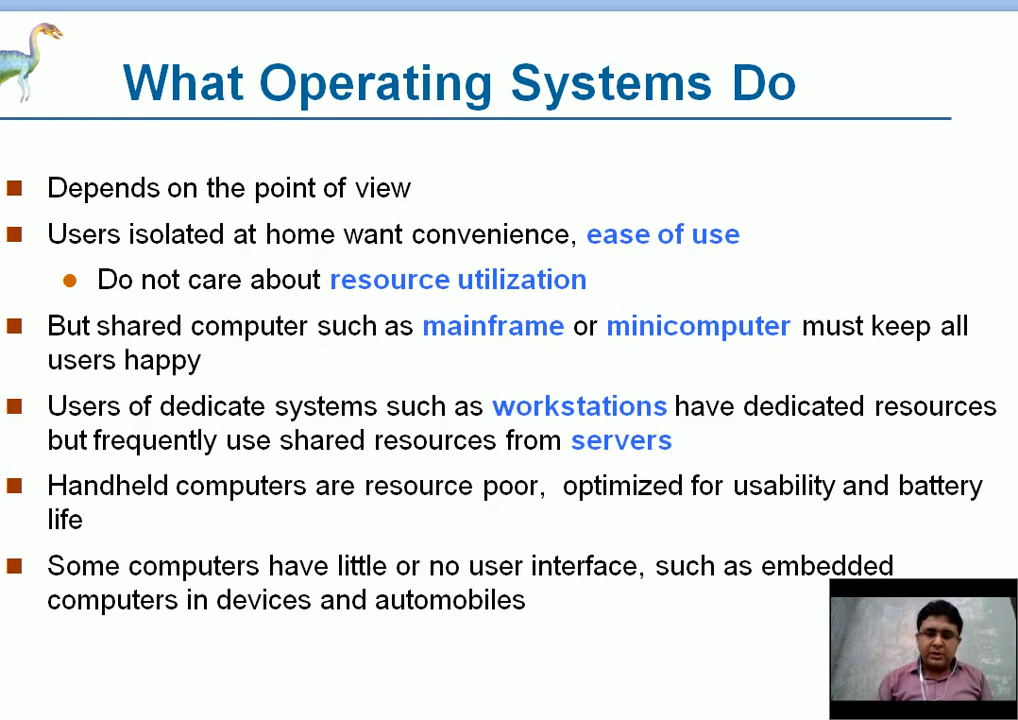 What Operating Systems Do
Depends on the point of view
Users isolated at home want convenience, ease of use
Do not care about resource utilization
But shared computer such as mainframe or minicomputer must keep all
users happy
Users of dedicate systems such as workstations have dedicated resources
but frequently use shared resources from servers
Handheld computers are resource poor, optimized for usability and battery
life
Some computers have little or no user interface, such as embedded
computers in devices and automobiles